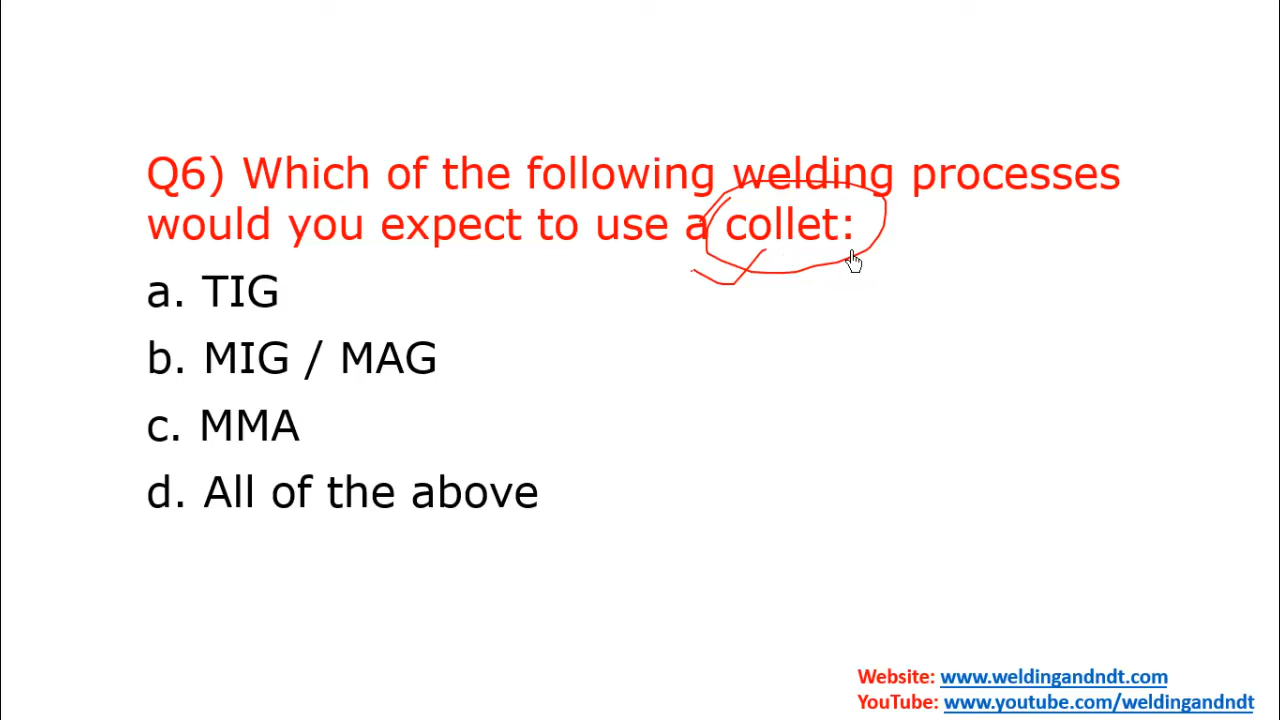 Q6) Which of the following welding processes
would you expect to use a collet:
a. TIG
b. MIG / MAG
c. MMA
d. All of the above
Website: www.weldingandndt.com
YouTube: www.youtube.com/weldingandndt